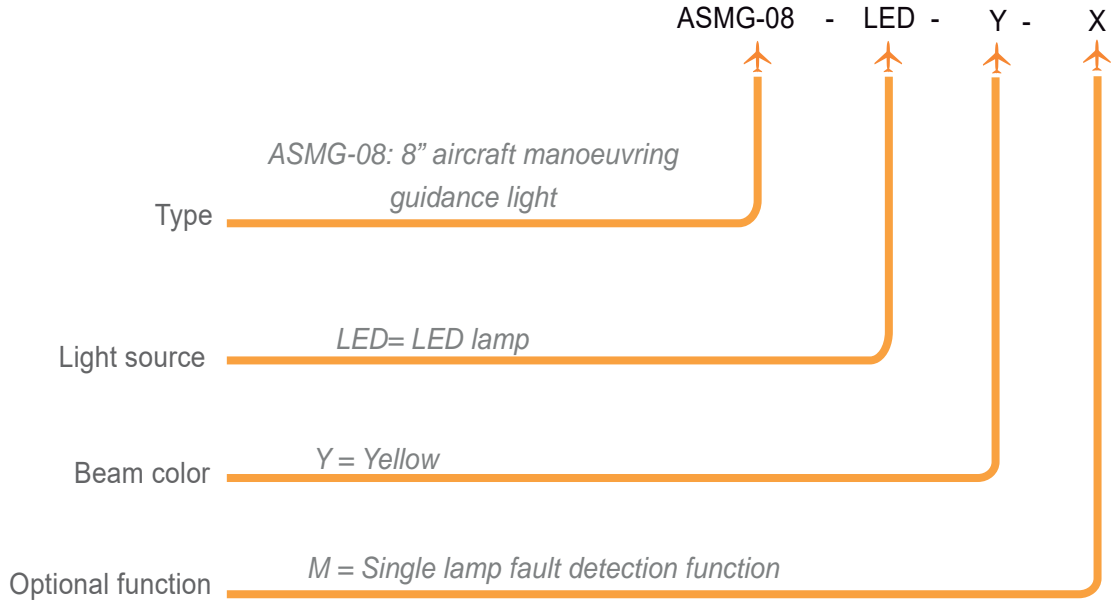 ASMG-08 - LED - Y - X
ASMG-08: 8” aircraft manoeuvring
guidance light
Type
LED= LED lamp
Light source
Y = Yellow
Beam color
M = Single lamp fault detection function
Optional function